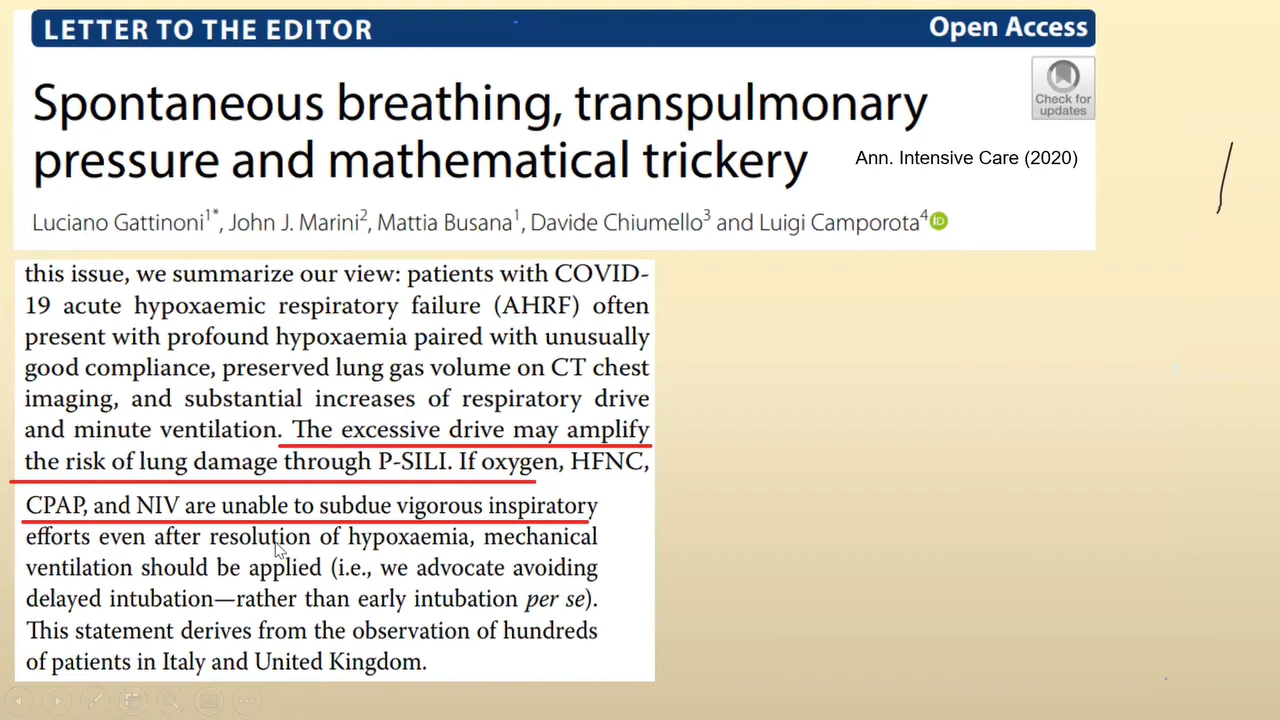 LETTER TO THE EDITOR
Open Access
Check for
updates
Spontaneous breathing, transpulmonary
pressure and mathematical trickery
Ann. Intensive Care (2020)
Luciano Gattinoni1*, John J. Marini2, Mattia Busana1, Davide Chiumello3 and Luigi Camporota4 iD
this issue, we summarize our view: patients with COVID-
19 acute hypoxaemic respiratory failure (AHRF) often
present with profound hypoxaemia paired with unusually
good compliance, preserved lung gas volume on CT chest
imaging, and substantial increases of respiratory drive
and minute ventilation. The excessive drive may amplify
the risk of lung damage through P-SILI. If oxygen, HFNC,
CPAP, and NIV are unable to subdue vigorous inspiratory
efforts even after resolution of hypoxaemia, mechanical
ventilation should be applied (i.e., we advocate avoiding
delayed intubation—rather than early intubation per se).
This statement derives from the observation of hundreds
of patients in Italy and United Kingdom.